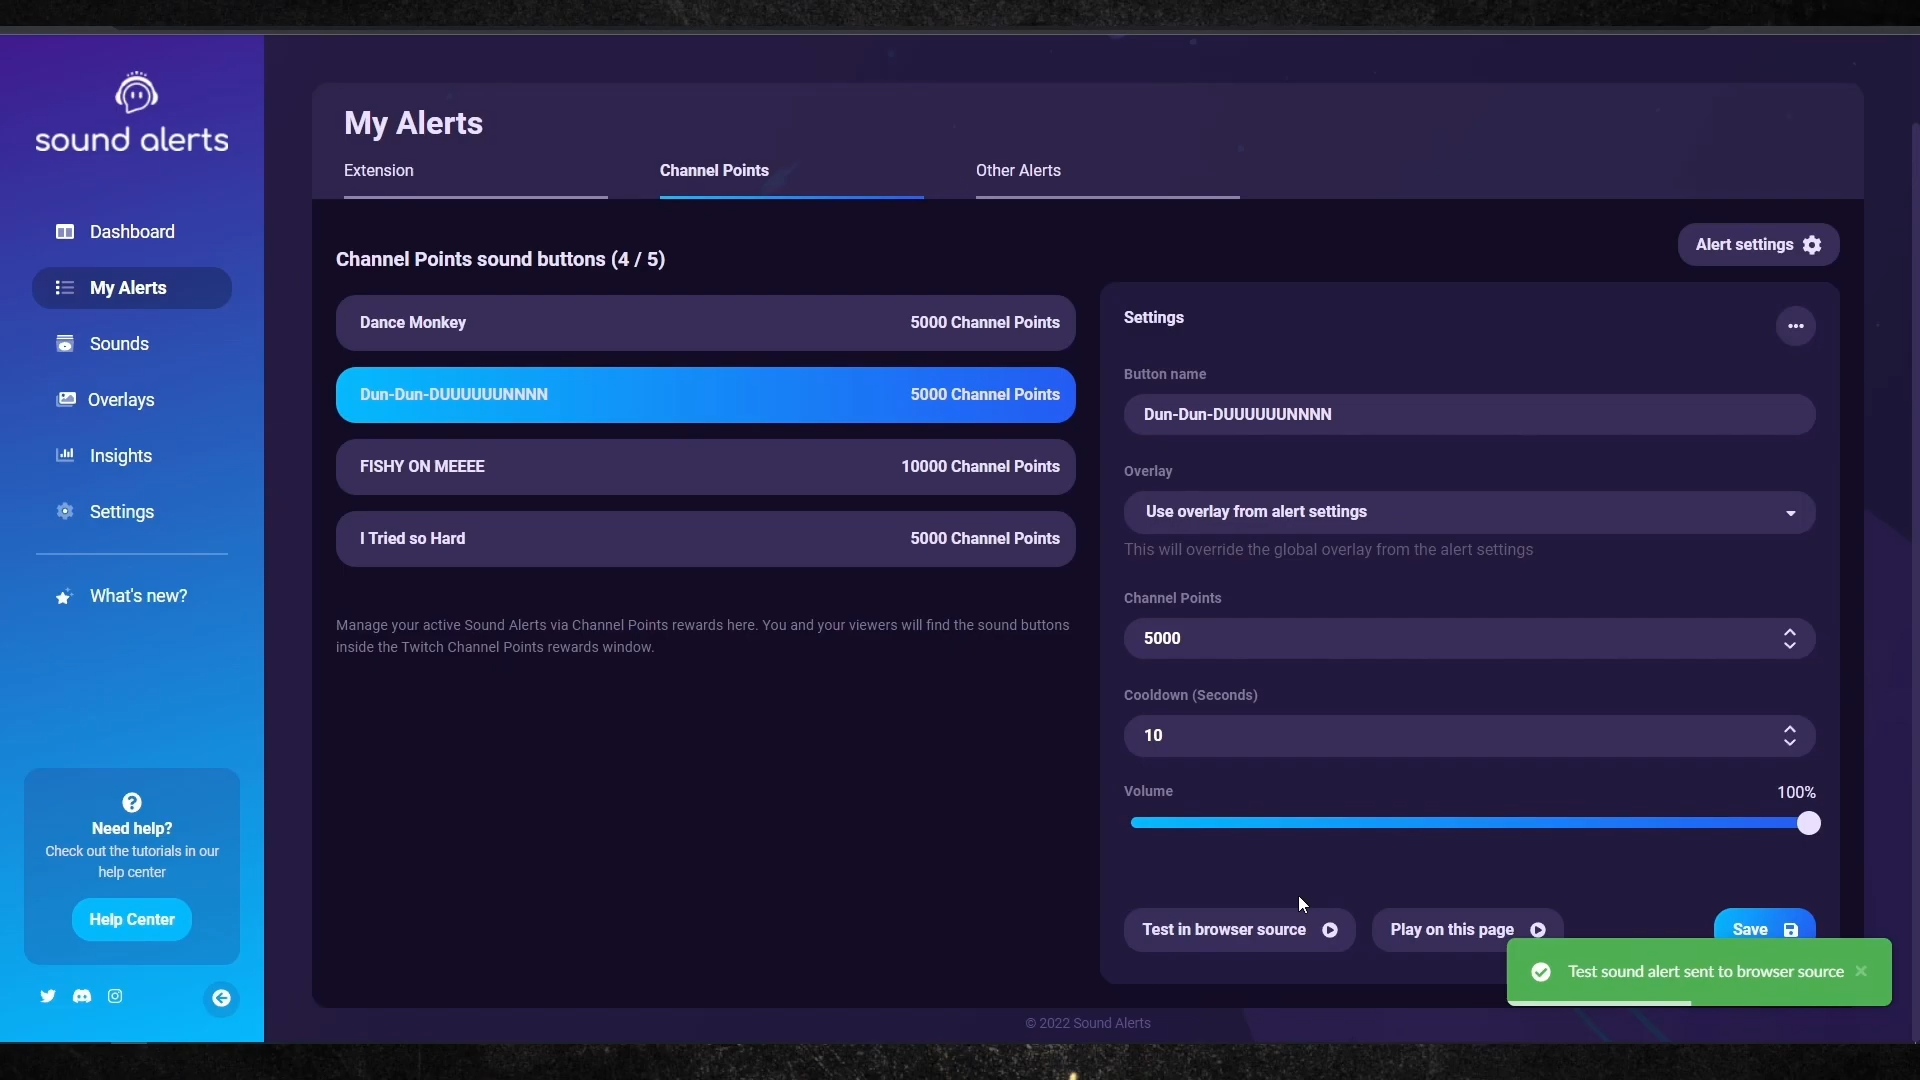 sound alerts
Dashboard
My Alerts
Sounds
Overlays
Insights
Settings
What's new?
Need help?
Check out the tutorials in our
help center
Help Center
My Alerts
Extension
Channel Points
Other Alerts
Channel Points sound buttons (4 / 5)
Dance Monkey 5000 Channel Points
Dun-Dun-DUUUUUUNNNN 5000 Channel Points
FISHY ON MEEEE 10000 Channel Points
I Tried so Hard 5000 Channel Points
Manage your active Sound Alerts via Channel Points rewards here. You and your viewers will find the sound buttons
inside the Twitch Channel Points rewards window.
Alert settings
Settings
Button name
Dun-Dun-DUUUUUUNNNN
Overlay
Use overlay from alert settings
This will override the global overlay from the alert settings
Channel Points
5000
Cooldown (Seconds)
10
Volume 100%
Test in browser source
Play on this page
Save
Test sound alert sent to browser source
© 2022 Sound Alerts